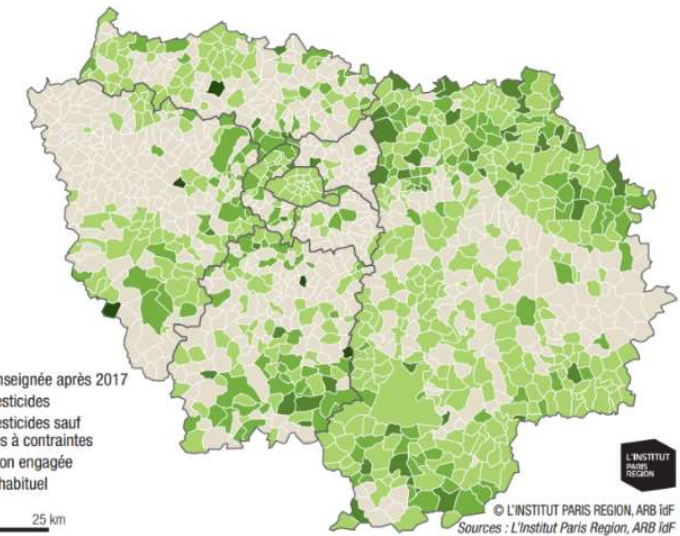 nseignée après 2017
esticides
esticides sauf
s à contraintes
on engagée
habituel
25 km
L'INSTITUT
PARIS
REGION
© L'INSTITUT PARIS REGION, ARB îdF
Sources : L'Institut Paris Region, ARB îdF